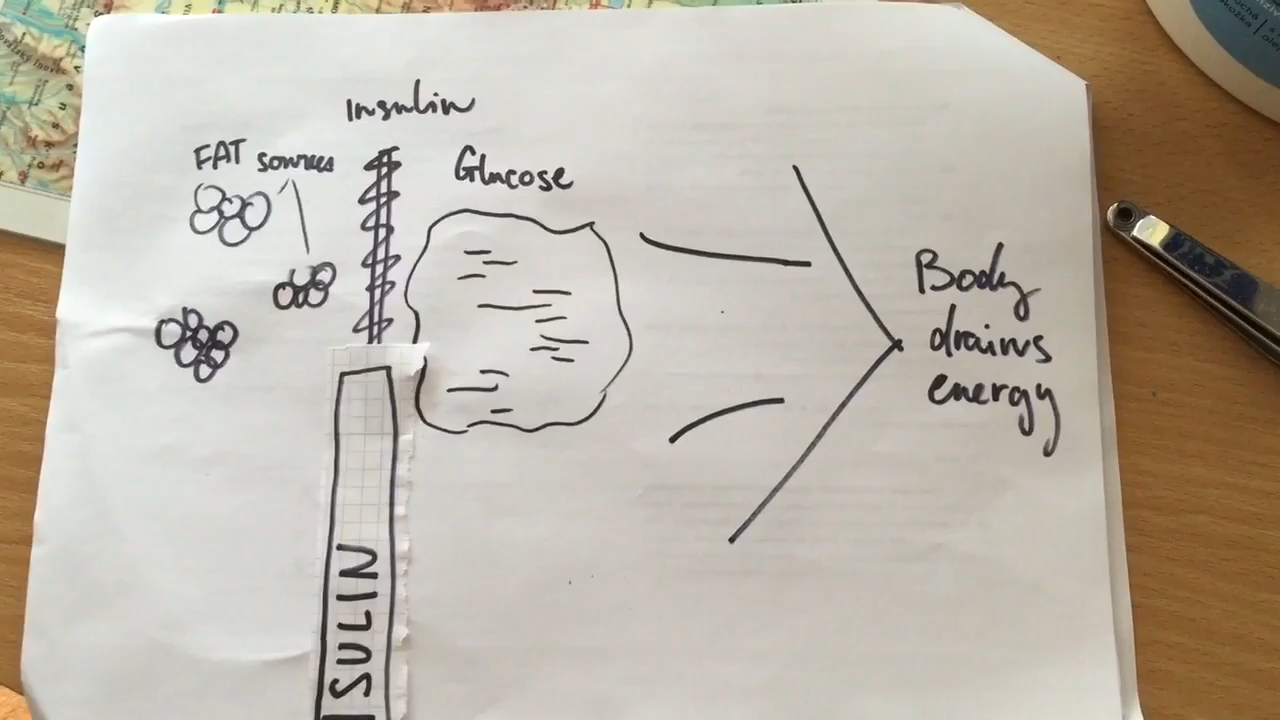 Insulin
FAT sources
Glucose
Body
drains
energy
SULIN